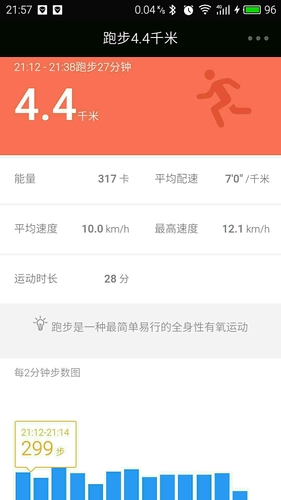 21:57 0.04 K/s 4G 96
跑步4.4千米
21:12 - 21:38跑步27分钟
4.4千米
能量 317 卡 平均配速 7'0" /千米
平均速度 10.0 km/h 最高速度 12.1 km/h
运动时长 28 分
跑步是一种最简单易行的全身性有氧运动
每2分钟步数图
21:12-21:14
299 步